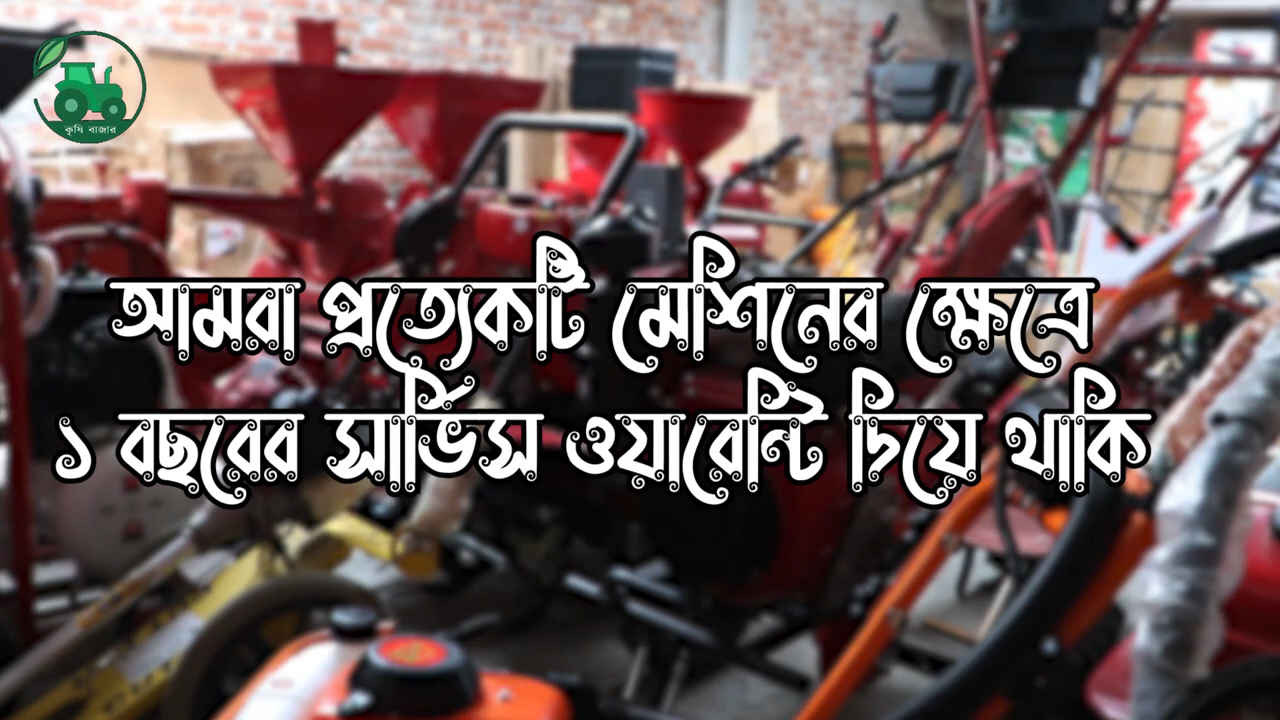 কৃষি বাজার
আমরা প্রত্যেকটি মেশিনের ক্ষেত্রে
১ বছরের সার্ভিস ওয়ারেন্টি দিয়ে থাকি